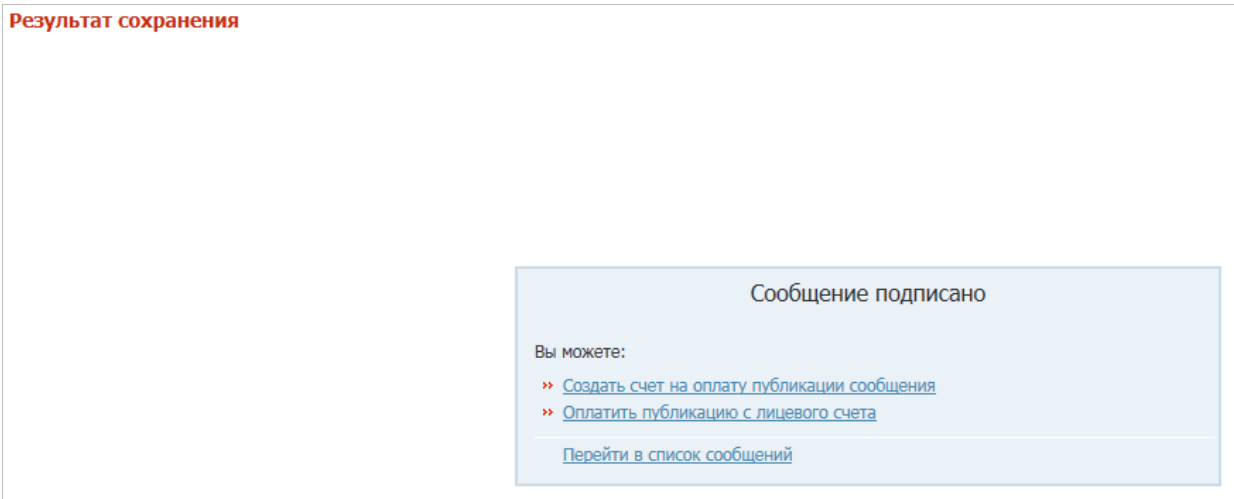 Результат сохранения
Сообщение подписано
Вы можете:
Создать счет на оплату публикации сообщения
Оплатить публикацию с лицевого счета
Перейти в список сообщений